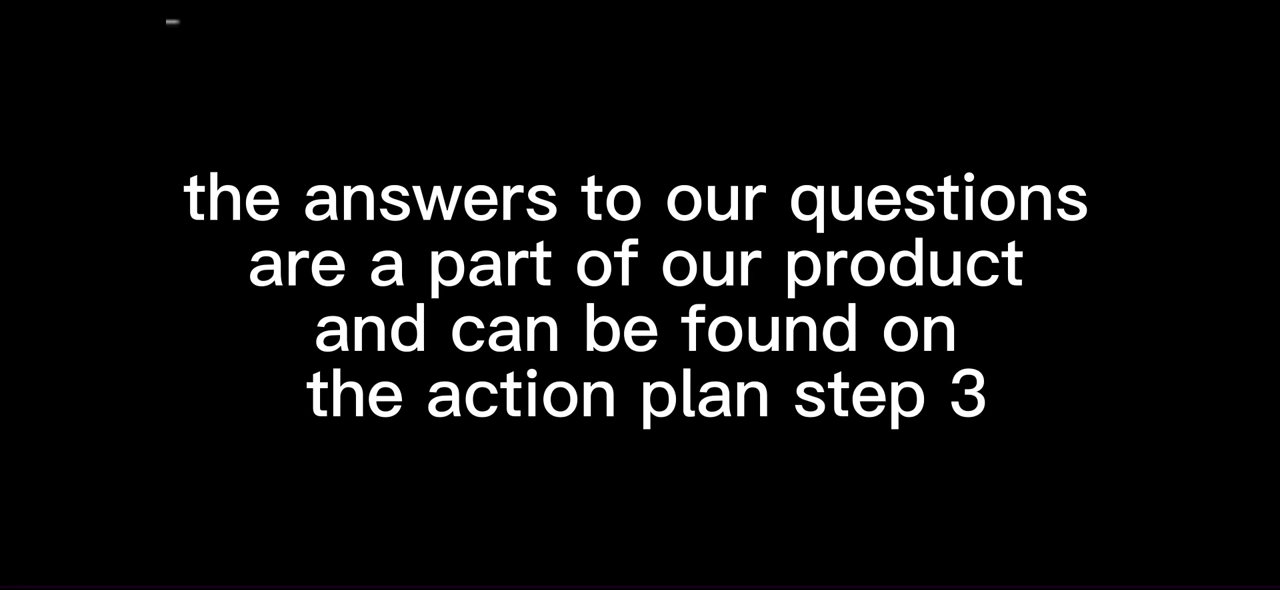 the answers to our questions
are a part of our product
and can be found on
the action plan step 3